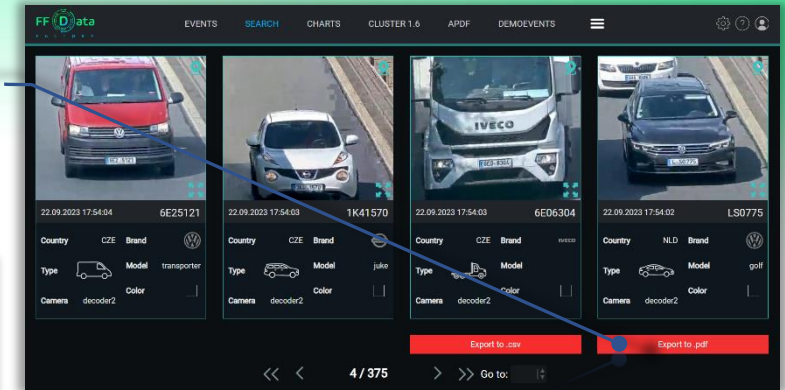 FF Data
FACTORY
EVENTS SEARCH CHARTS CLUSTER 1.6 APDF DEMOEVENTS
IVECO
22.09.2023 17:54:04 6E25121
Country CZE Brand
Type Model transporter
Color
Camera decoder2
22.09.2023 17:54:03 1K41570
Country CZE Brand
Type Model juke
Color
Camera decoder2
22.09.2023 17:54:03 6E06304
Country CZE Brand IVECO
Type Model
Color
Camera decoder2
22.09.2023 17:54:02 LS0775
Country NLD Brand
Type Model golf
Color
Camera decoder2
Export to .csv Export to .pdf
<< < 4 / 375 > >> Go to: